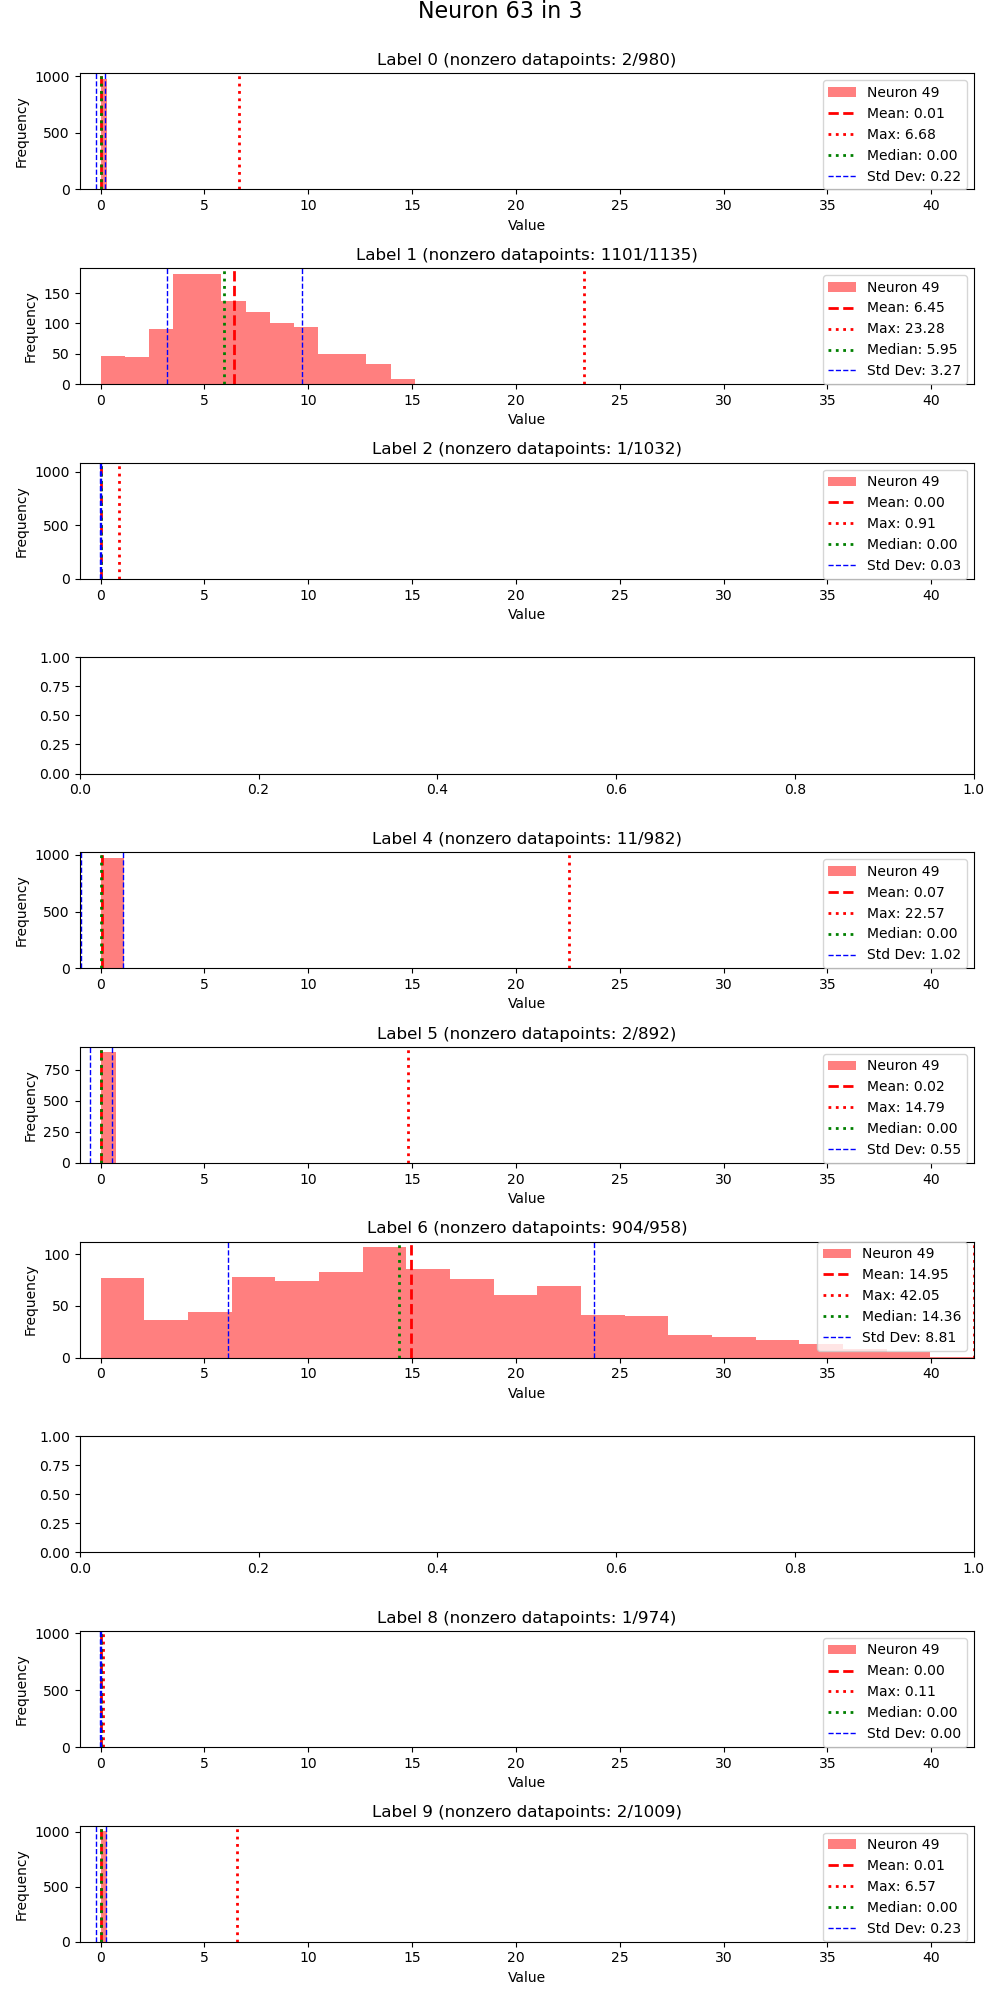 Neuron 63 in 3
Label 0 (nonzero datapoints: 2/980)
Frequency
1000
500
0
Neuron 49
Mean: 0.01
Max: 6.68
Median: 0.00
Std Dev: 0.22
0 5 10 15 20 25 30 35 40
Value
Label 1 (nonzero datapoints: 1101/1135)
Frequency
150
100
50
0
Neuron 49
Mean: 6.45
Max: 23.28
Median: 5.95
Std Dev: 3.27
0 5 10 15 20 25 30 35 40
Value
Label 2 (nonzero datapoints: 1/1032)
Frequency
1000
500
0
Neuron 49
Mean: 0.00
Max: 0.91
Median: 0.00
Std Dev: 0.03
0 5 10 15 20 25 30 35 40
Value
1.00
0.75
0.50
0.25
0.00
0.0 0.2 0.4 0.6 0.8 1.0
Label 4 (nonzero datapoints: 11/982)
Frequency
1000
500
0
Neuron 49
Mean: 0.07
Max: 22.57
Median: 0.00
Std Dev: 1.02
0 5 10 15 20 25 30 35 40
Value
Label 5 (nonzero datapoints: 2/892)
Frequency
750
500
250
0
Neuron 49
Mean: 0.02
Max: 14.79
Median: 0.00
Std Dev: 0.55
0 5 10 15 20 25 30 35 40
Value
Label 6 (nonzero datapoints: 904/958)
Frequency
100
50
0
Neuron 49
Mean: 14.95
Max: 42.05
Median: 14.36
Std Dev: 8.81
0 5 10 15 20 25 30 35 40
Value
1.00
0.75
0.50
0.25
0.00
0.0 0.2 0.4 0.6 0.8 1.0
Label 8 (nonzero datapoints: 1/974)
Frequency
1000
500
0
Neuron 49
Mean: 0.00
Max: 0.11
Median: 0.00
Std Dev: 0.00
0 5 10 15 20 25 30 35 40
Value
Label 9 (nonzero datapoints: 2/1009)
Frequency
1000
500
0
Neuron 49
Mean: 0.01
Max: 6.57
Median: 0.00
Std Dev: 0.23
0 5 10 15 20 25 30 35 40
Value